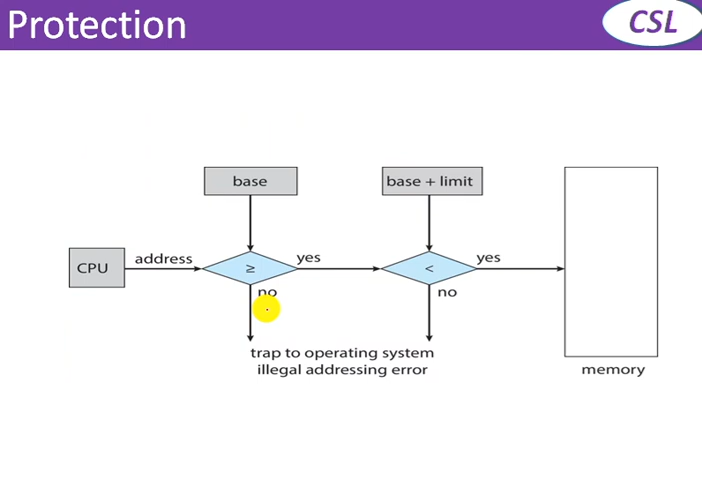 Protection
CSL
base
base + limit
CPU
address
≥
yes
<
yes
no
no
trap to operating system
illegal addressing error
memory